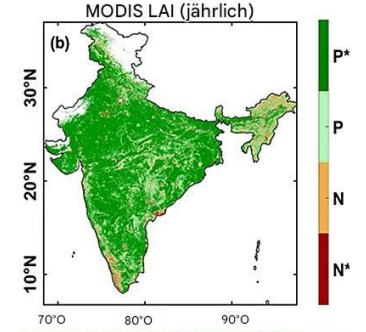 MODIS LAI (jährlich)
(b)
P*
P
N
N*
30°N
20°N
10°N
70°O 80°O 90°O